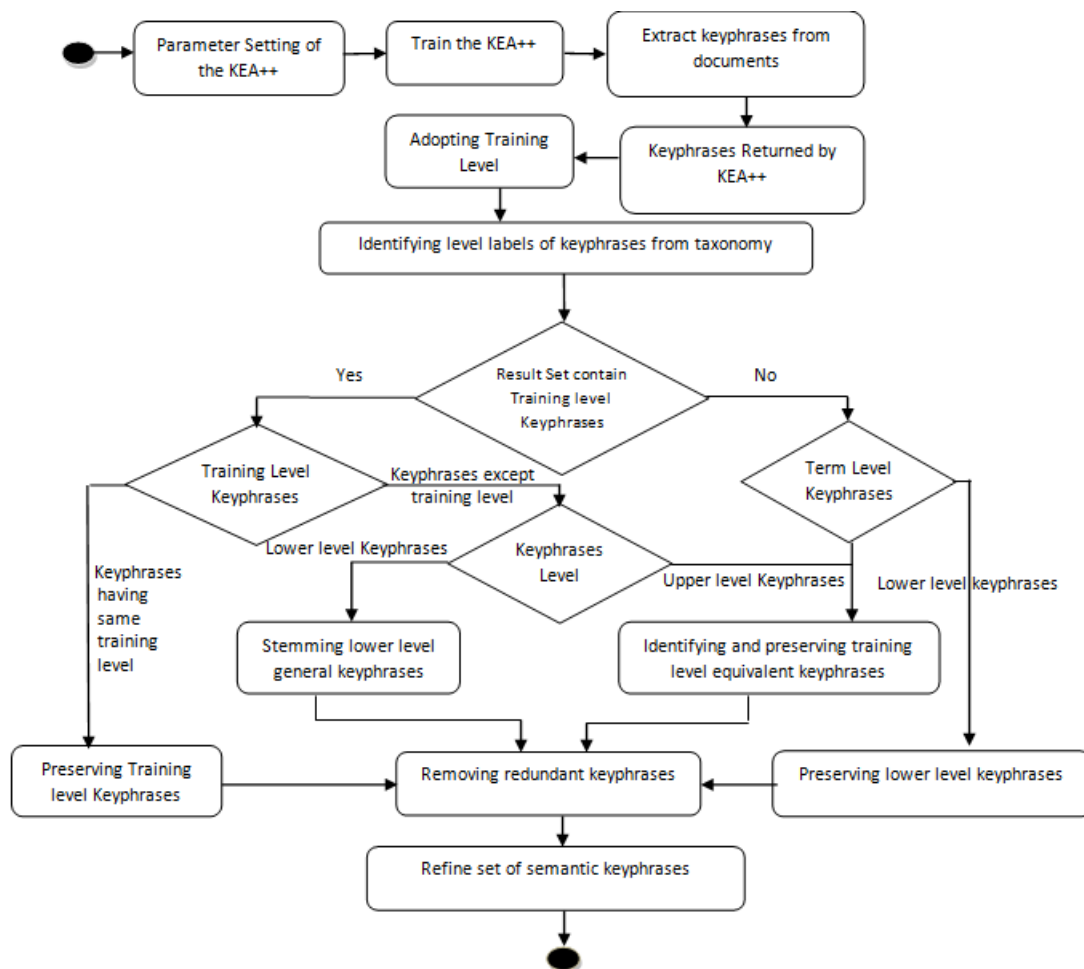 Parameter Setting of
the KEA++
Train the KEA++
Extract keyphrases from
documents
Adopting Training
Level
Keyphrases Returned by
KEA++
Identifying level labels of keyphrases from taxonomy
Yes
Result Set contain
Training level
Keyphrases
No
Training Level
Keyphrases
Keyphrases except
training level
Term Level
Keyphrases
Lower level Keyphrases
Keyphrases
Level
Upper level Keyphrases
Lower level keyphrases
Keyphrases
having
same
training
level
Stemming lower level
general keyphrases
Identifying and preserving training
level equivalent keyphrases
Preserving Training
level Keyphrases
Removing redundant keyphrases
Preserving lower level keyphrases
Refine set of semantic keyphrases